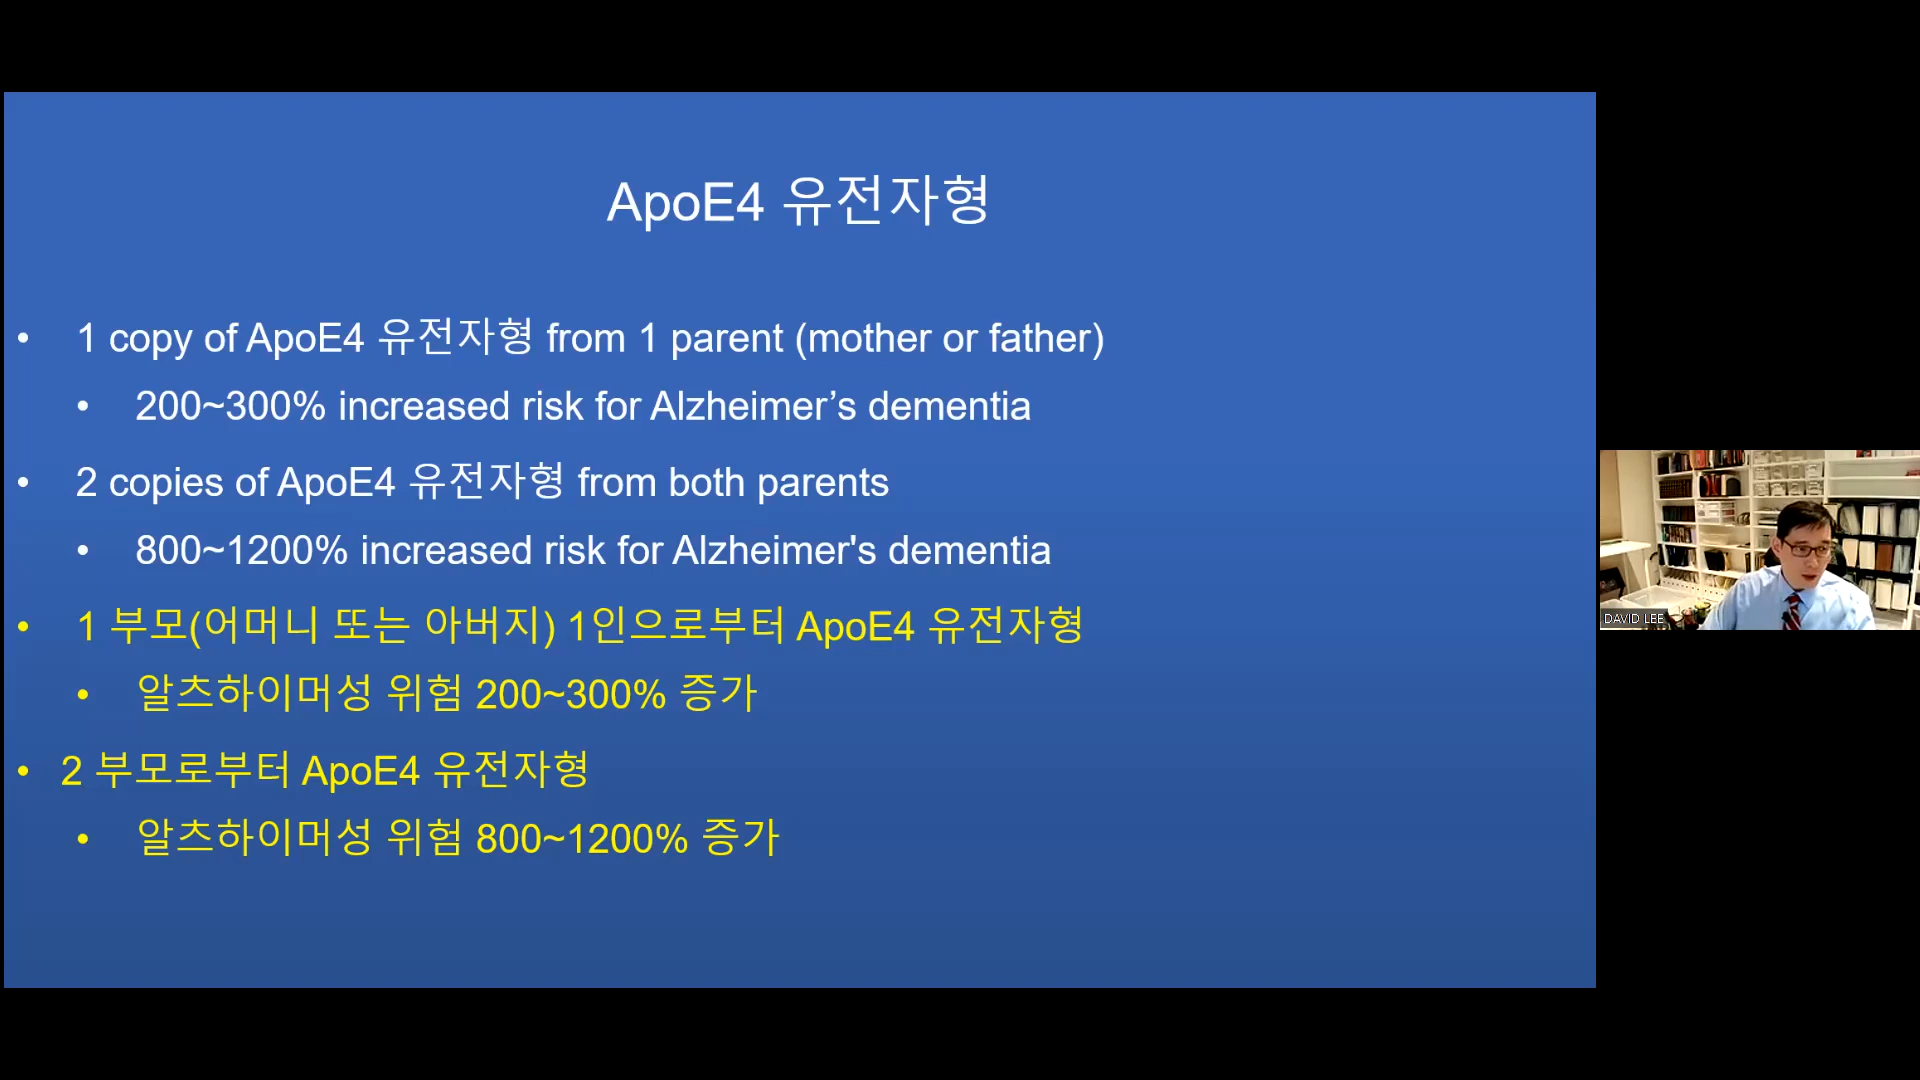 ApoE4 유전자형
• 1 copy of ApoE4 유전자형 from 1 parent (mother or father)
• 200~300% increased risk for Alzheimer’s dementia
• 2 copies of ApoE4 유전자형 from both parents
• 800~1200% increased risk for Alzheimer's dementia
• 1 부모(어머니 또는 아버지) 1인으로부터 ApoE4 유전자형
• 알츠하이머성 위험 200~300% 증가
• 2 부모로부터 ApoE4 유전자형
• 알츠하이머성 위험 800~1200% 증가
DAVID LEE